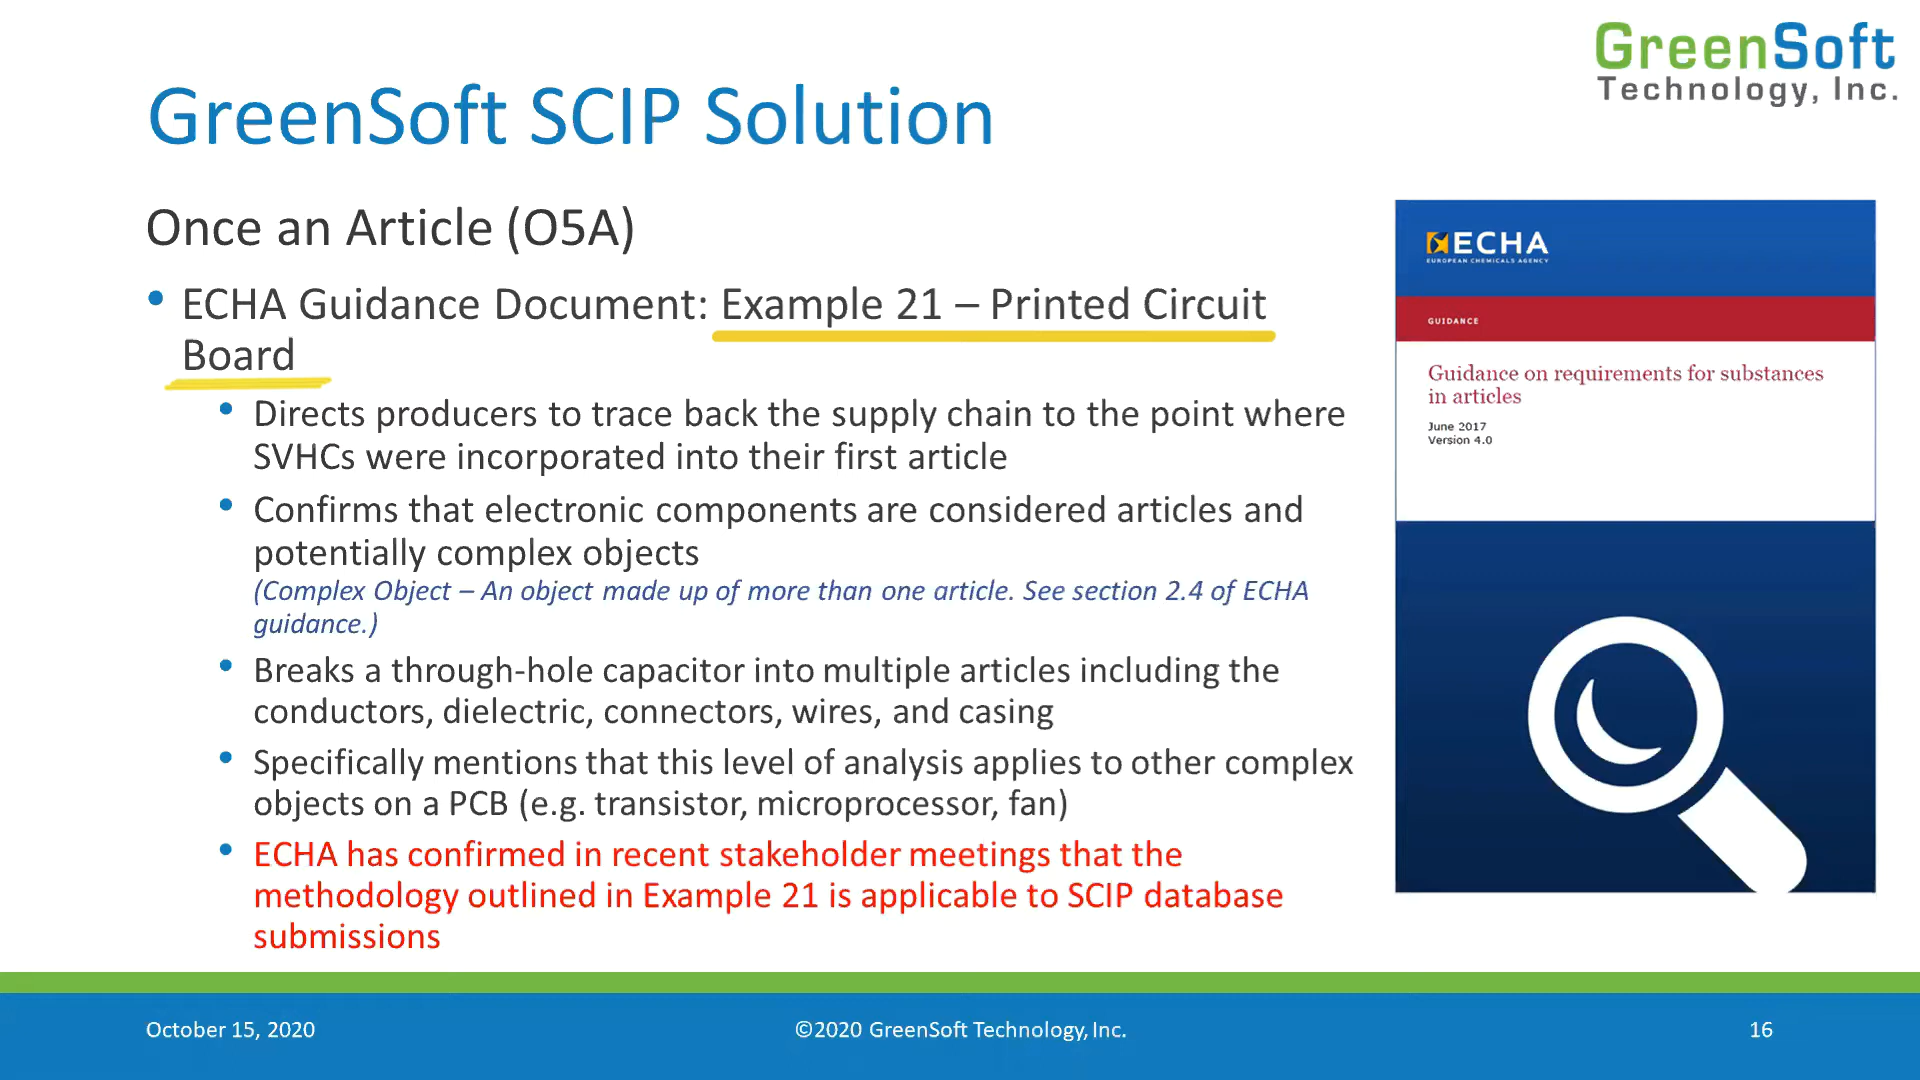 GreenSoft
Technology, Inc.
GreenSoft SCIP Solution
Once an Article (O5A)
• ECHA Guidance Document: Example 21 – Printed Circuit
Board
• Directs producers to trace back the supply chain to the point where
SVHCs were incorporated into their first article
• Confirms that electronic components are considered articles and
potentially complex objects
(Complex Object – An object made up of more than one article. See section 2.4 of ECHA
guidance.)
• Breaks a through-hole capacitor into multiple articles including the
conductors, dielectric, connectors, wires, and casing
• Specifically mentions that this level of analysis applies to other complex
objects on a PCB (e.g. transistor, microprocessor, fan)
• ECHA has confirmed in recent stakeholder meetings that the
methodology outlined in Example 21 is applicable to SCIP database
submissions
ECHA
EUROPEAN CHEMICALS AGENCY
GUIDANCE
Guidance on requirements for substances
in articles
June 2017
Version 4.0
October 15, 2020
©2020 GreenSoft Technology, Inc.
16